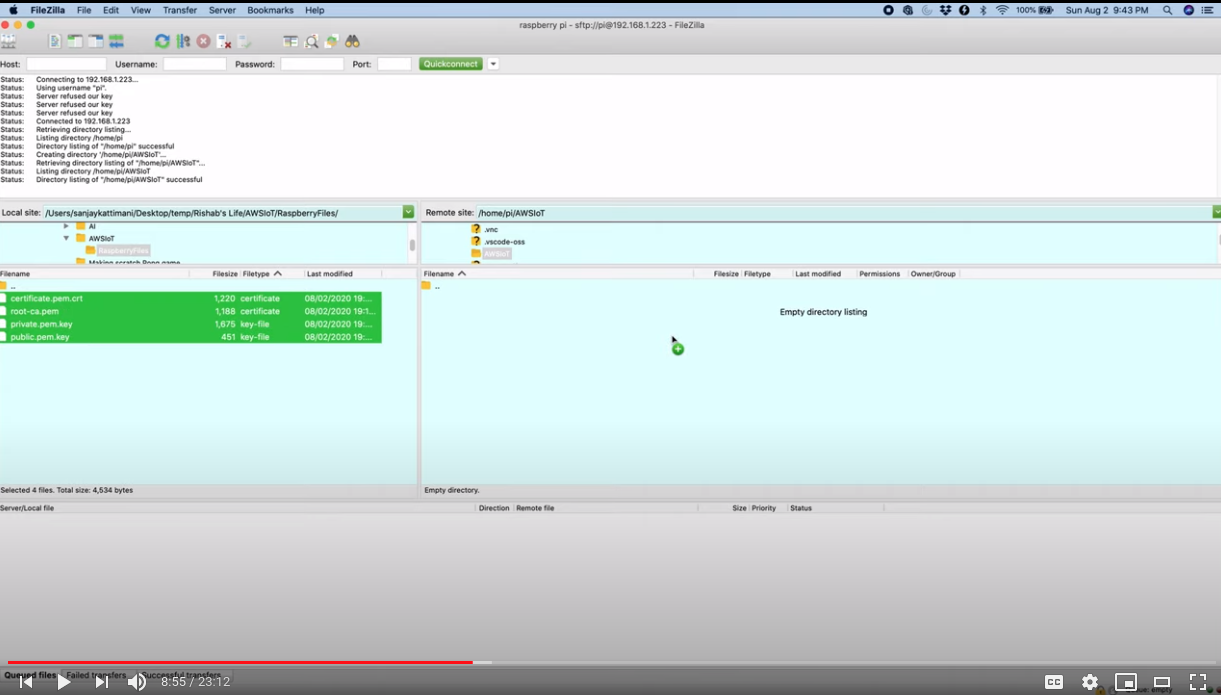 FileZilla File Edit View Transfer Server Bookmarks Help 100% Sun Aug 2 9:43 PM
raspberry pi - sftp://pi@192.168.1.223 - FileZilla
Host: Username: Password: Port: Quickconnect
Status: Connecting to 192.168.1.223...
Status: Using username "pi".
Status: Server refused our key
Status: Server refused our key
Status: Server refused our key
Status: Connected to 192.168.1.223
Status: Retrieving directory listing...
Status: Listing directory /home/pi
Status: Directory listing of "/home/pi" successful
Status: Creating directory '/home/pi/AWSIoT'...
Status: Retrieving directory listing of "/home/pi/AWSIoT"...
Status: Listing directory /home/pi/AWSIoT
Status: Directory listing of "/home/pi/AWSIoT" successful
Local site: /Users/sanjaykattimani/Desktop/temp/Rishab's Life/AWSIoT/RaspberryFiles/
AI
AWSIoT
RaspberryFiles
Making scratch Pong game
Filename Filesize Filetype Last modified
..
certificate.pem.crt 1,220 certificate 08/02/2020 19:...
root-ca.pem 1,188 certificate 08/02/2020 19:1...
private.pem.key 1,675 key-file 08/02/2020 19:...
public.pem.key 451 key-file 08/02/2020 19:...
Selected 4 files. Total size: 4,534 bytes
Remote site: /home/pi/AWSIoT
.vnc
.vscode-oss
AWSIoT
Filename Filesize Filetype Last modified Permissions Owner/Group
..
Empty directory listing
Empty directory.
Server/Local file Direction Remote file Size Priority Status
Queued files Failed transfers Successful transfers
8:55 / 23:12 CC